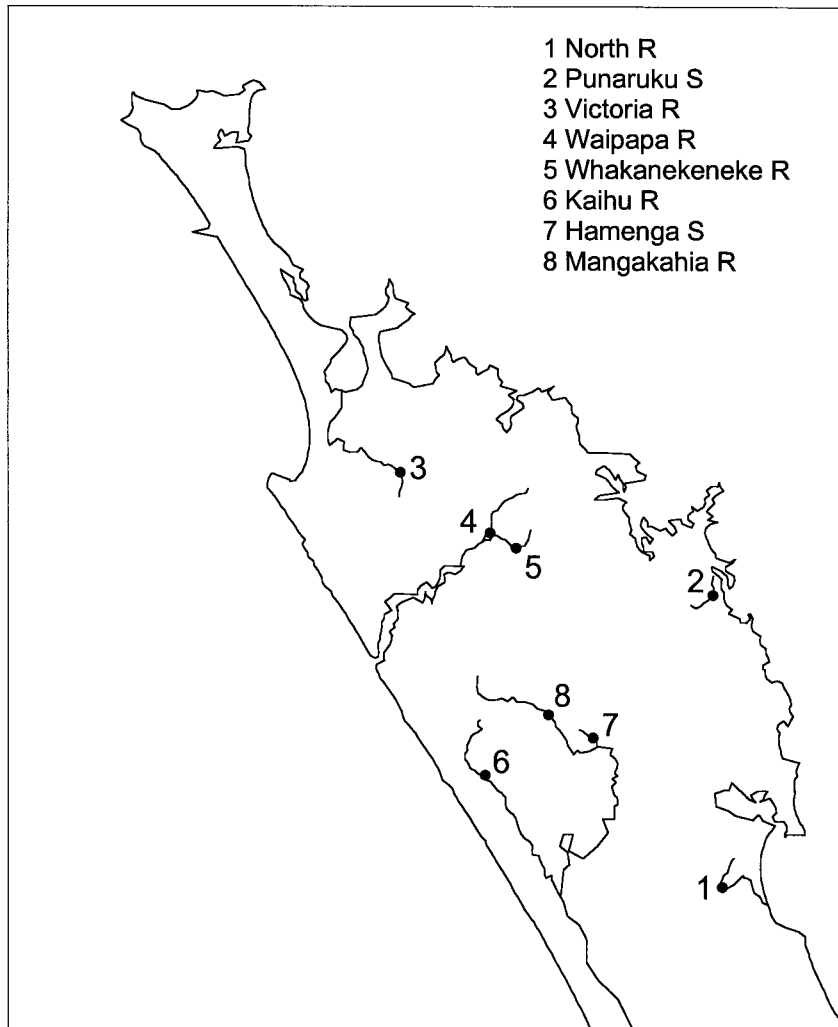 1 North R
2 Punaruku S
3 Victoria R
4 Waipapa R
5 Whakanekeneke R
6 Kaihu R
7 Hamenga S
8 Mangakahia R
3
4
5
2
8
7
6
1